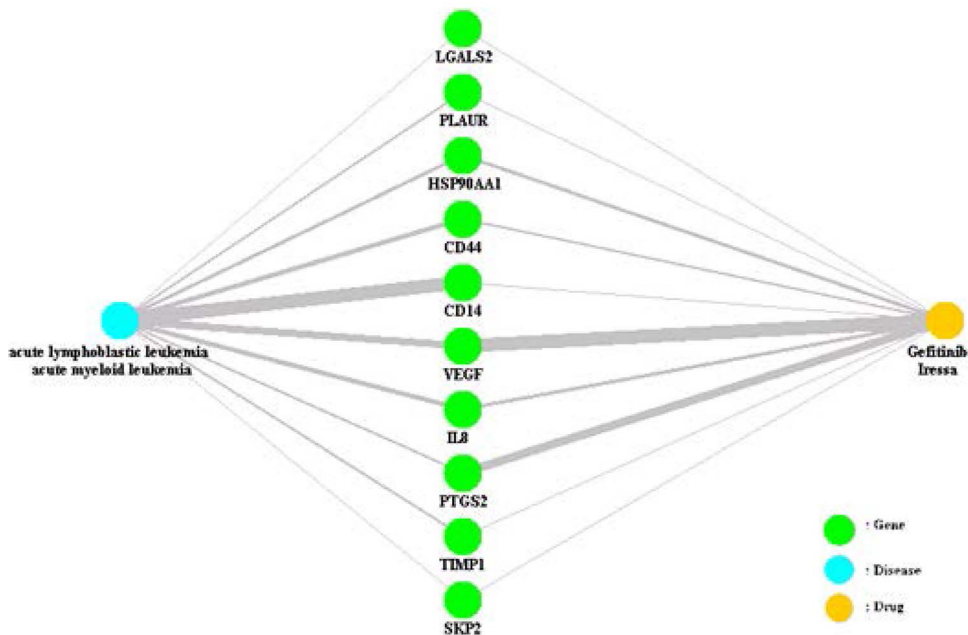 LGALS2
PLAUR
HSP90AA1
CD44
CD14
acute lymphoblastic leukemia
acute myeloid leukemia
Gefitinib
Iressa
VEGF
IL8
PTGS2
TIMP1
SKP2
: Gene
: Disease
: Drug